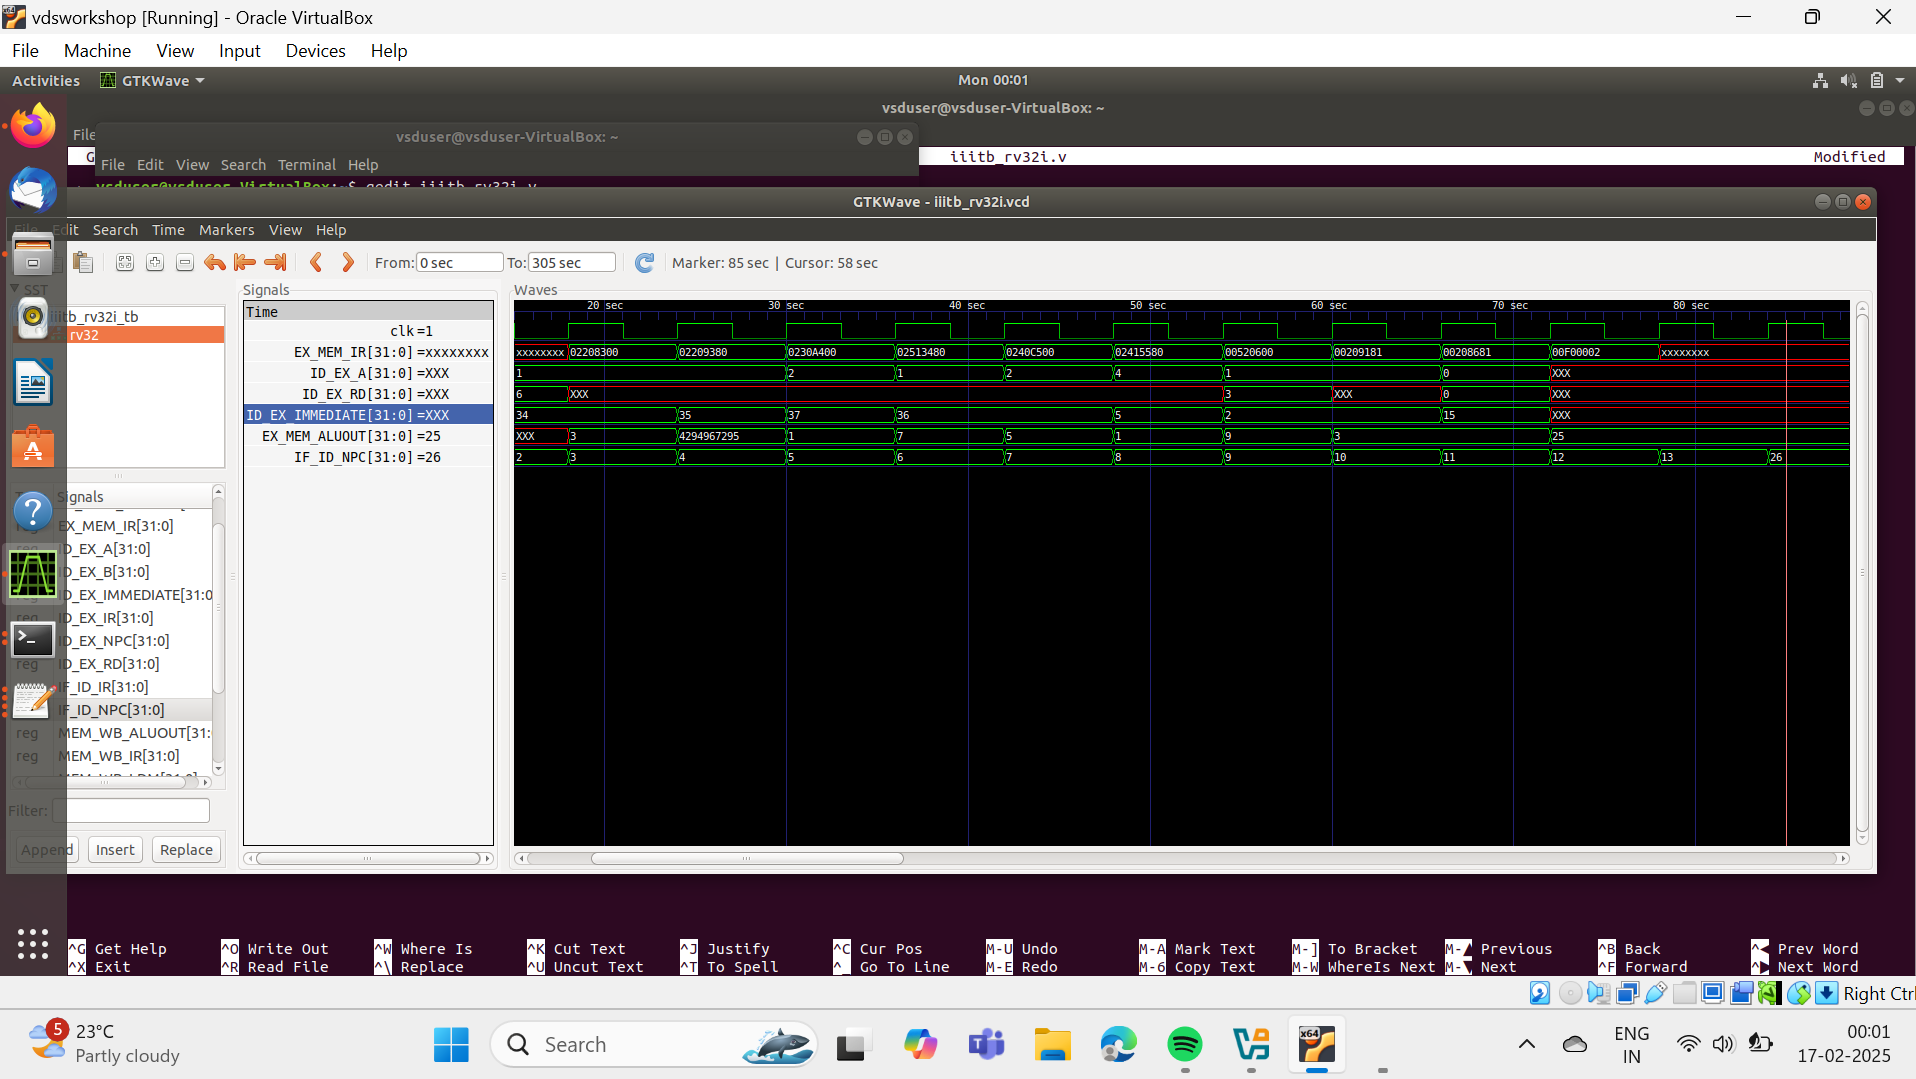 vdsworkshop [Running] - Oracle VirtualBox
File Machine View Input Devices Help
Activities GTKWave Mon 00:01
vsduser@vsduser-VirtualBox: ~
File
vsduser@vsduser-VirtualBox: ~
G iiitb_rv32i.v Modified
File Edit View Search Terminal Help
vsduser@vsduser-VirtualBox:~$ gedit iiitb_rv32i.v
GTKWave - iiitb_rv32i.vcd
File Edit Search Time Markers View Help
From: 0 sec To: 305 sec Marker: 85 sec | Cursor: 58 sec
SST
iiitb_rv32i_tb
rv32
Signals
EX_MEM_IR[31:0]
ID_EX_A[31:0]
ID_EX_B[31:0]
ID_EX_IMMEDIATE[31:0
ID_EX_IR[31:0]
ID_EX_NPC[31:0]
reg ID_EX_RD[31:0]
IF_ID_IR[31:0]
IF_ID_NPC[31:0]
reg MEM_WB_ALUOUT[31:
reg MEM_WB_IR[31:0]
Filter:
Append Insert Replace
Signals
Time
clk=1
EX_MEM_IR[31:0]=xxxxxxxx
ID_EX_A[31:0]=XXX
ID_EX_RD[31:0]=XXX
ID_EX_IMMEDIATE[31:0]=XXX
EX_MEM_ALUOUT[31:0]=25
IF_ID_NPC[31:0]=26
Waves
20 sec 30 sec 40 sec 50 sec 60 sec 70 sec 80 sec
xxxxxxxx 02208300 02209380 0230A400 02513480 0240C500 02415580 00520600 00209181 00208681 00F00002 xxxxxxxx
1 2 1 2 4 1 0 XXX
6 XXX 3 XXX 0 XXX
34 35 37 36 5 2 15 XXX
XXX 3 4294967295 1 7 5 1 9 3 25
2 3 4 5 6 7 8 9 10 11 12 13 26
^G Get Help ^O Write Out ^W Where Is ^K Cut Text ^J Justify ^C Cur Pos M-U Undo M-A Mark Text M-] To Bracket M-▲ Previous ^B Back ^◀ Prev Word
^X Exit ^R Read File ^\ Replace ^U Uncut Text ^T To Spell ^_ Go To Line M-E Redo M-6 Copy Text M-W WhereIs Next M-▼ Next ^F Forward ^▶ Next Word
Right Ctrl
5 23°C
Partly cloudy
Search
x64
ENG
IN
00:01
17-02-2025